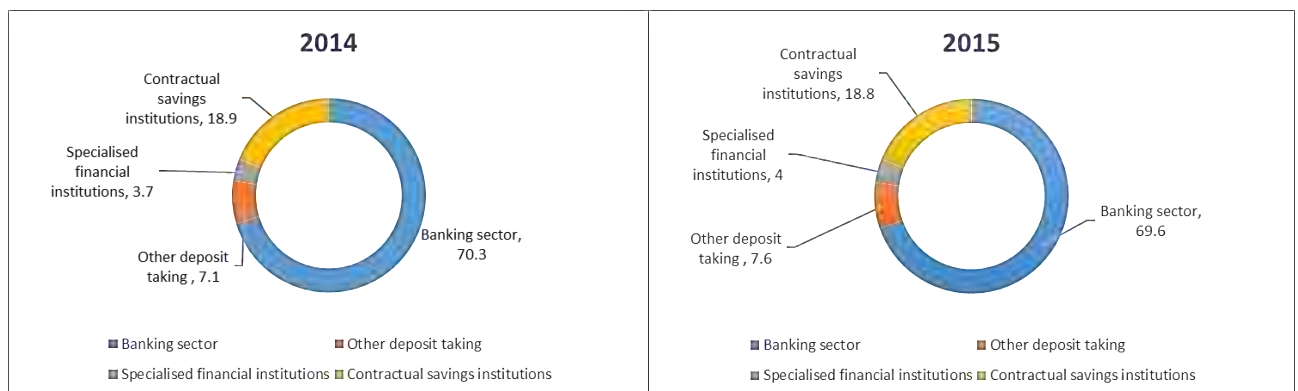 2014
Contractual
savings
institutions, 18.9
Specialised
financial
institutions, 3.7
Other deposit
taking , 7.1
Banking sector,
70.3
Banking sector
Other deposit taking
Specialised financial institutions
Contractual savings institutions
2015
Contractual
savings
institutions, 18.8
Specialised
financial
institutions, 4
Other deposit
taking , 7.6
Banking sector,
69.6
Banking sector
Other deposit taking
Specialised financial institutions
Contractual savings institutions